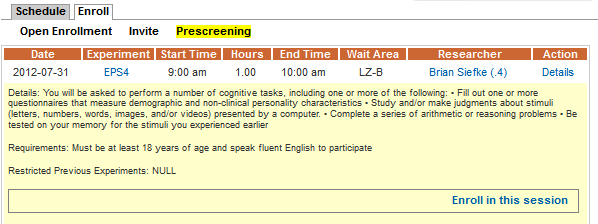 Schedule Enroll
Open Enrollment Invite Prescreening
Date Experiment Start Time Hours End Time Wait Area Researcher Action
2012-07-31 EPS4 9:00 am 1.00 10:00 am LZ-B Brian Siefke (.4) Details
Details: You will be asked to perform a number of cognitive tasks, including one or more of the following: • Fill out one or more
questionnaires that measure demographic and non-clinical personality characteristics • Study and/or make judgments about stimuli
(letters, numbers, words, images, and/or videos) presented by a computer. • Complete a series of arithmetic or reasoning problems • Be
tested on your memory for the stimuli you experienced earlier
Requirements: Must be at least 18 years of age and speak fluent English to participate
Restricted Previous Experiments: NULL
Enroll in this session